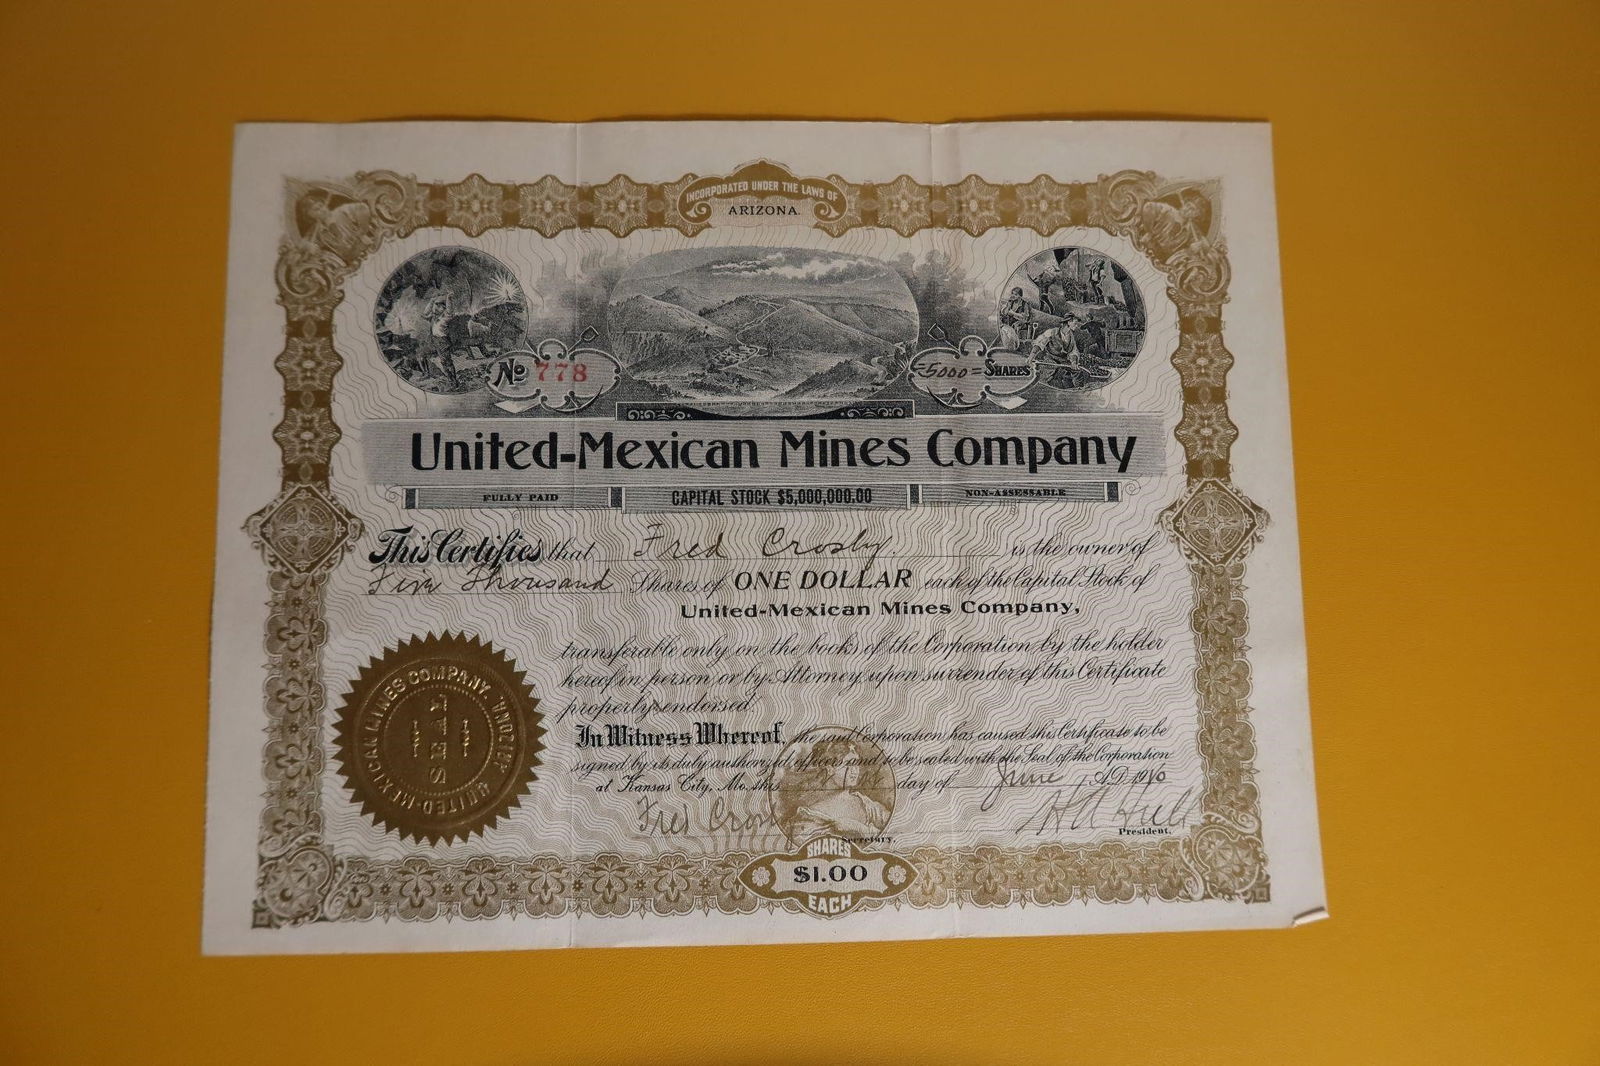 INCORPORATED UNDER THE LAWS OF
ARIZONA.
No 778
=5000= SHARES
United-Mexican Mines Company
FULLY PAID
CAPITAL STOCK $5,000,000.00
NON-ASSESSABLE
This Certifies that Fred Crosby. is the owner of
Five Thousand Shares of ONE DOLLAR each of the Capital Stock of
United-Mexican Mines Company,
transferable only on the books of the Corporation by the holder
hereof in person or by Attorney upon surrender of this Certificate
properly endorsed.
In Witness Whereof, the said Corporation has caused this Certificate to be
signed by its duly authorized officers and to be sealed with the Seal of the Corporation
at Kansas City, Mo. this day of June A.D. 1910
Fred Crosby
Secretary.
President.
UNITED-MEXICAN MINES COMPANY ARIZONA
SEAL
SHARES
$1.00
EACH